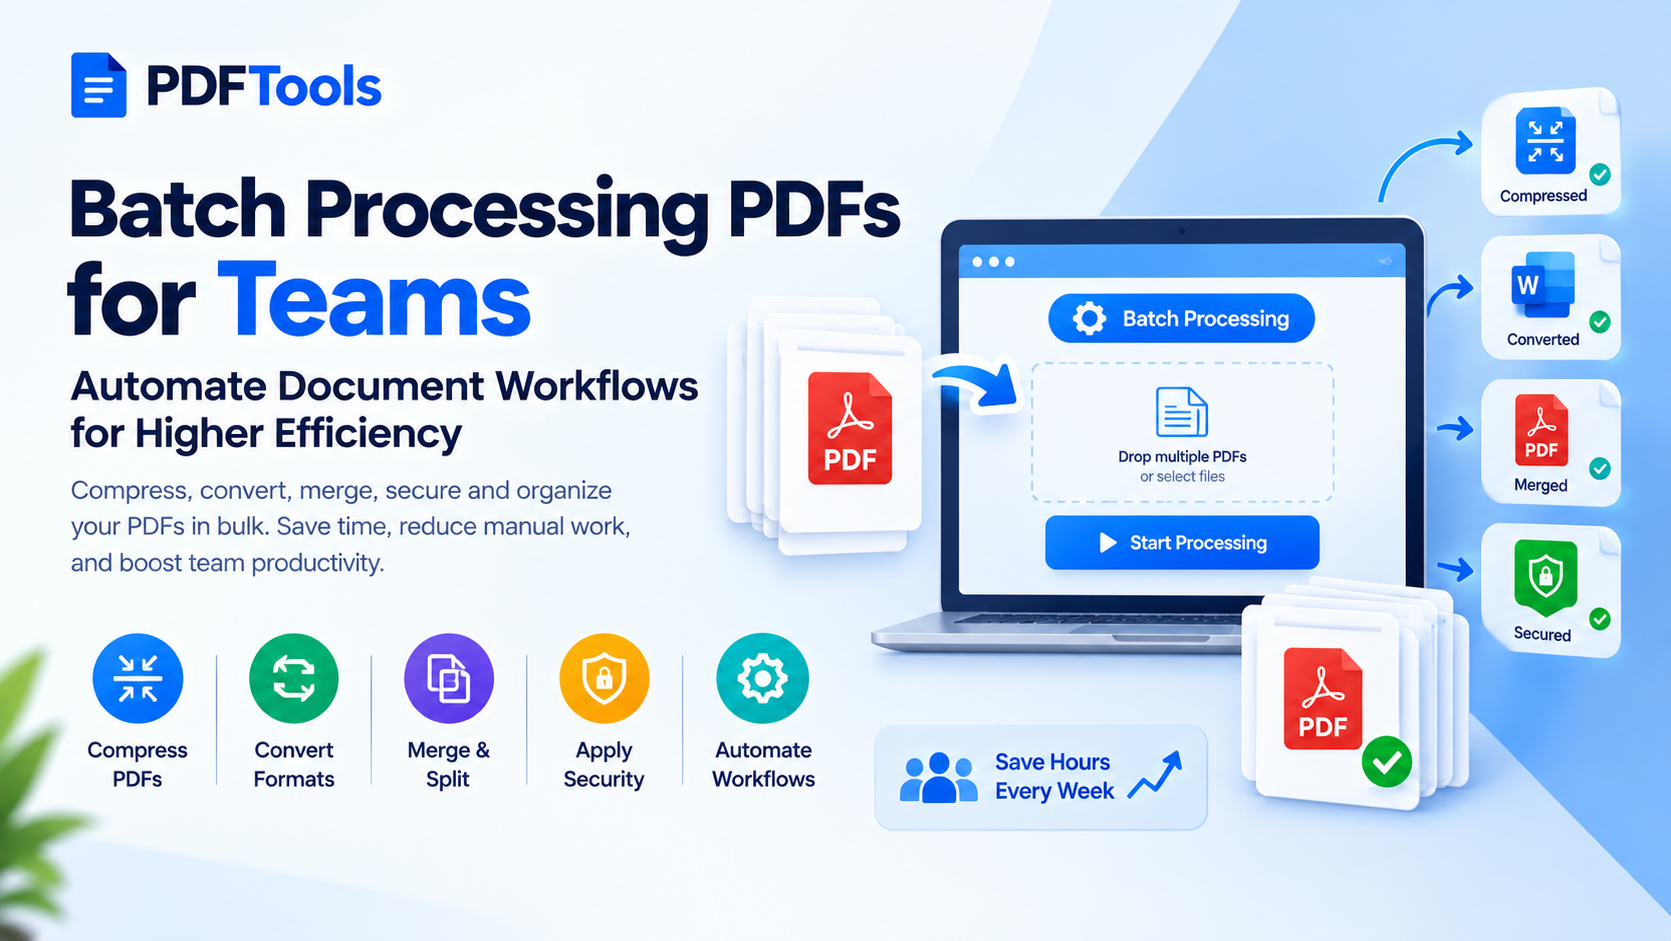 PDFTools
Batch Processing PDFs
for Teams
Automate Document Workflows
for Higher Efficiency
Compress, convert, merge, secure and organize
your PDFs in bulk. Save time, reduce manual work,
and boost team productivity.
Compress
PDFs
Convert
Formats
Merge &
Split
Apply
Security
Automate
Workflows
PDF
Batch Processing
Drop multiple PDFs
or select files
Start Processing
Save Hours
Every Week
PDF
Compressed
W
Converted
PDF
Merged
Secured